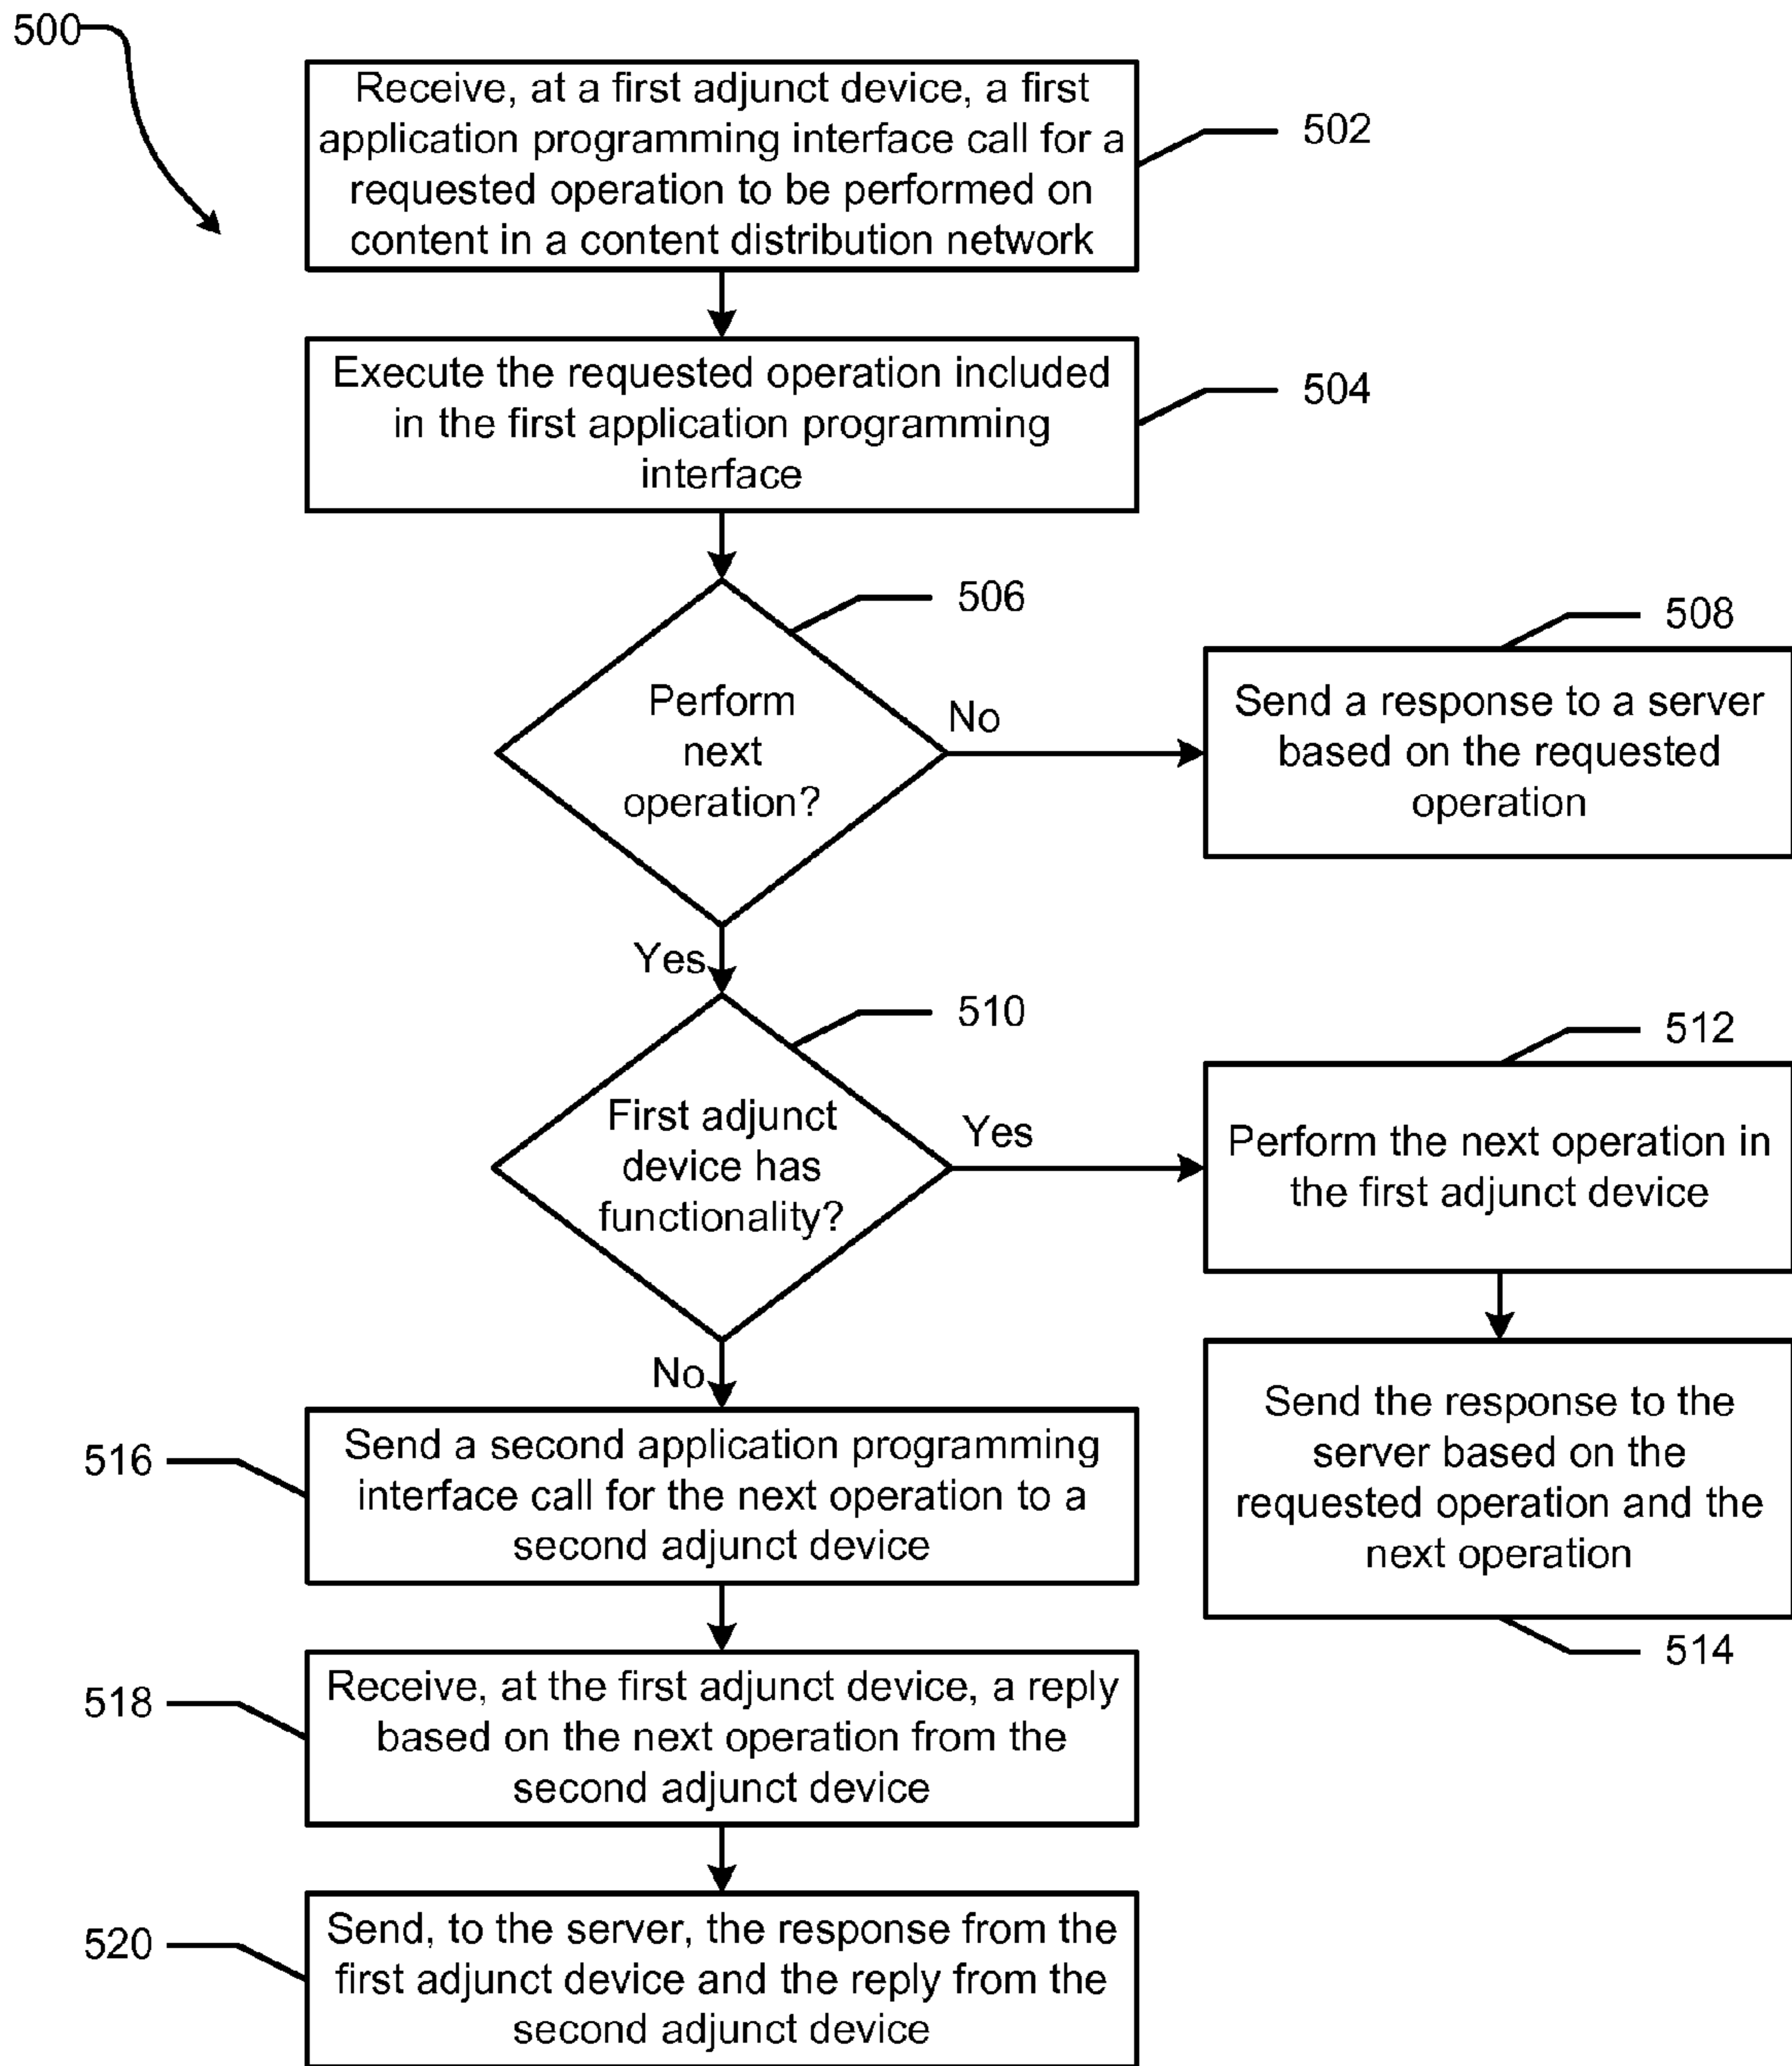 500
Receive, at a first adjunct device, a first
application programming interface call for a
requested operation to be performed on
content in a content distribution network
502
Execute the requested operation included
in the first application programming
interface
504
506
Perform
next
operation?
No
508
Send a response to a server
based on the requested
operation
Yes
510
First adjunct
device has
functionality?
Yes
512
Perform the next operation in
the first adjunct device
Send the response to the
server based on the
requested operation and the
next operation
514
No
516
Send a second application programming
interface call for the next operation to a
second adjunct device
518
Receive, at the first adjunct device, a reply
based on the next operation from the
second adjunct device
520
Send, to the server, the response from the
first adjunct device and the reply from the
second adjunct device